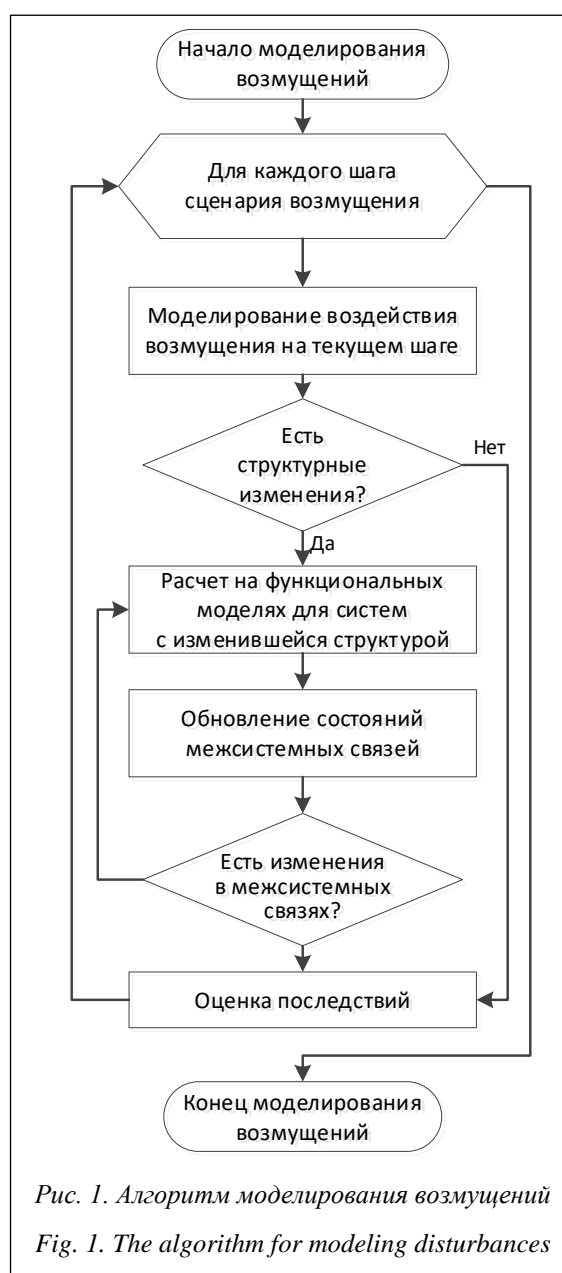 Начало моделирования
возмущений
Для каждого шага
сценария возмущения
Моделирование воздействия
возмущения на текущем шаге
Есть
структурные
изменения?
Нет
Да
Расчет на функциональных
моделях для систем
с изменившейся структурой
Обновление состояний
межсистемных связей
Есть изменения
в межсистемных
связях?
Оценка последствий
Конец моделирования
возмущений
Рис. 1. Алгоритм моделирования возмущений
Fig. 1. The algorithm for modeling disturbances